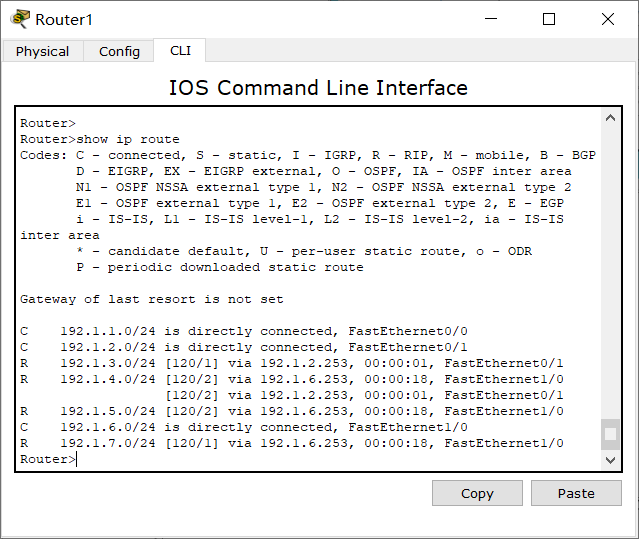 Router1
Physical Config CLI
IOS Command Line Interface
Router>
Router>show ip route
Codes: C - connected, S - static, I - IGRP, R - RIP, M - mobile, B - BGP
       D - EIGRP, EX - EIGRP external, O - OSPF, IA - OSPF inter area
       N1 - OSPF NSSA external type 1, N2 - OSPF NSSA external type 2
       E1 - OSPF external type 1, E2 - OSPF external type 2, E - EGP
       i - IS-IS, L1 - IS-IS level-1, L2 - IS-IS level-2, ia - IS-IS
inter area
       * - candidate default, U - per-user static route, o - ODR
       P - periodic downloaded static route
Gateway of last resort is not set
C    192.1.1.0/24 is directly connected, FastEthernet0/0
C    192.1.2.0/24 is directly connected, FastEthernet0/1
R    192.1.3.0/24 [120/1] via 192.1.2.253, 00:00:01, FastEthernet0/1
R    192.1.4.0/24 [120/2] via 192.1.6.253, 00:00:18, FastEthernet1/0
                  [120/2] via 192.1.2.253, 00:00:01, FastEthernet0/1
R    192.1.5.0/24 [120/2] via 192.1.6.253, 00:00:18, FastEthernet1/0
C    192.1.6.0/24 is directly connected, FastEthernet1/0
R    192.1.7.0/24 [120/1] via 192.1.6.253, 00:00:18, FastEthernet1/0
Router>
Copy Paste